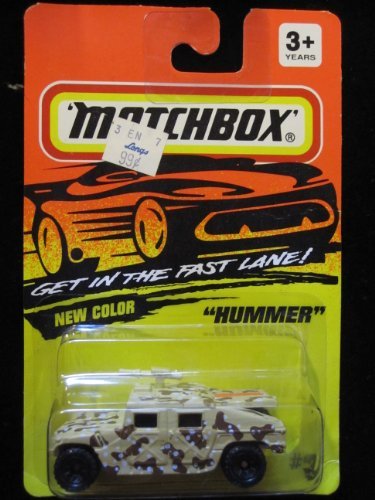 3+
YEARS
'MATCHBOX'®
3 EN 7
Longs
99¢
GET IN THE FAST LANE!
NEW COLOR
"HUMMER"